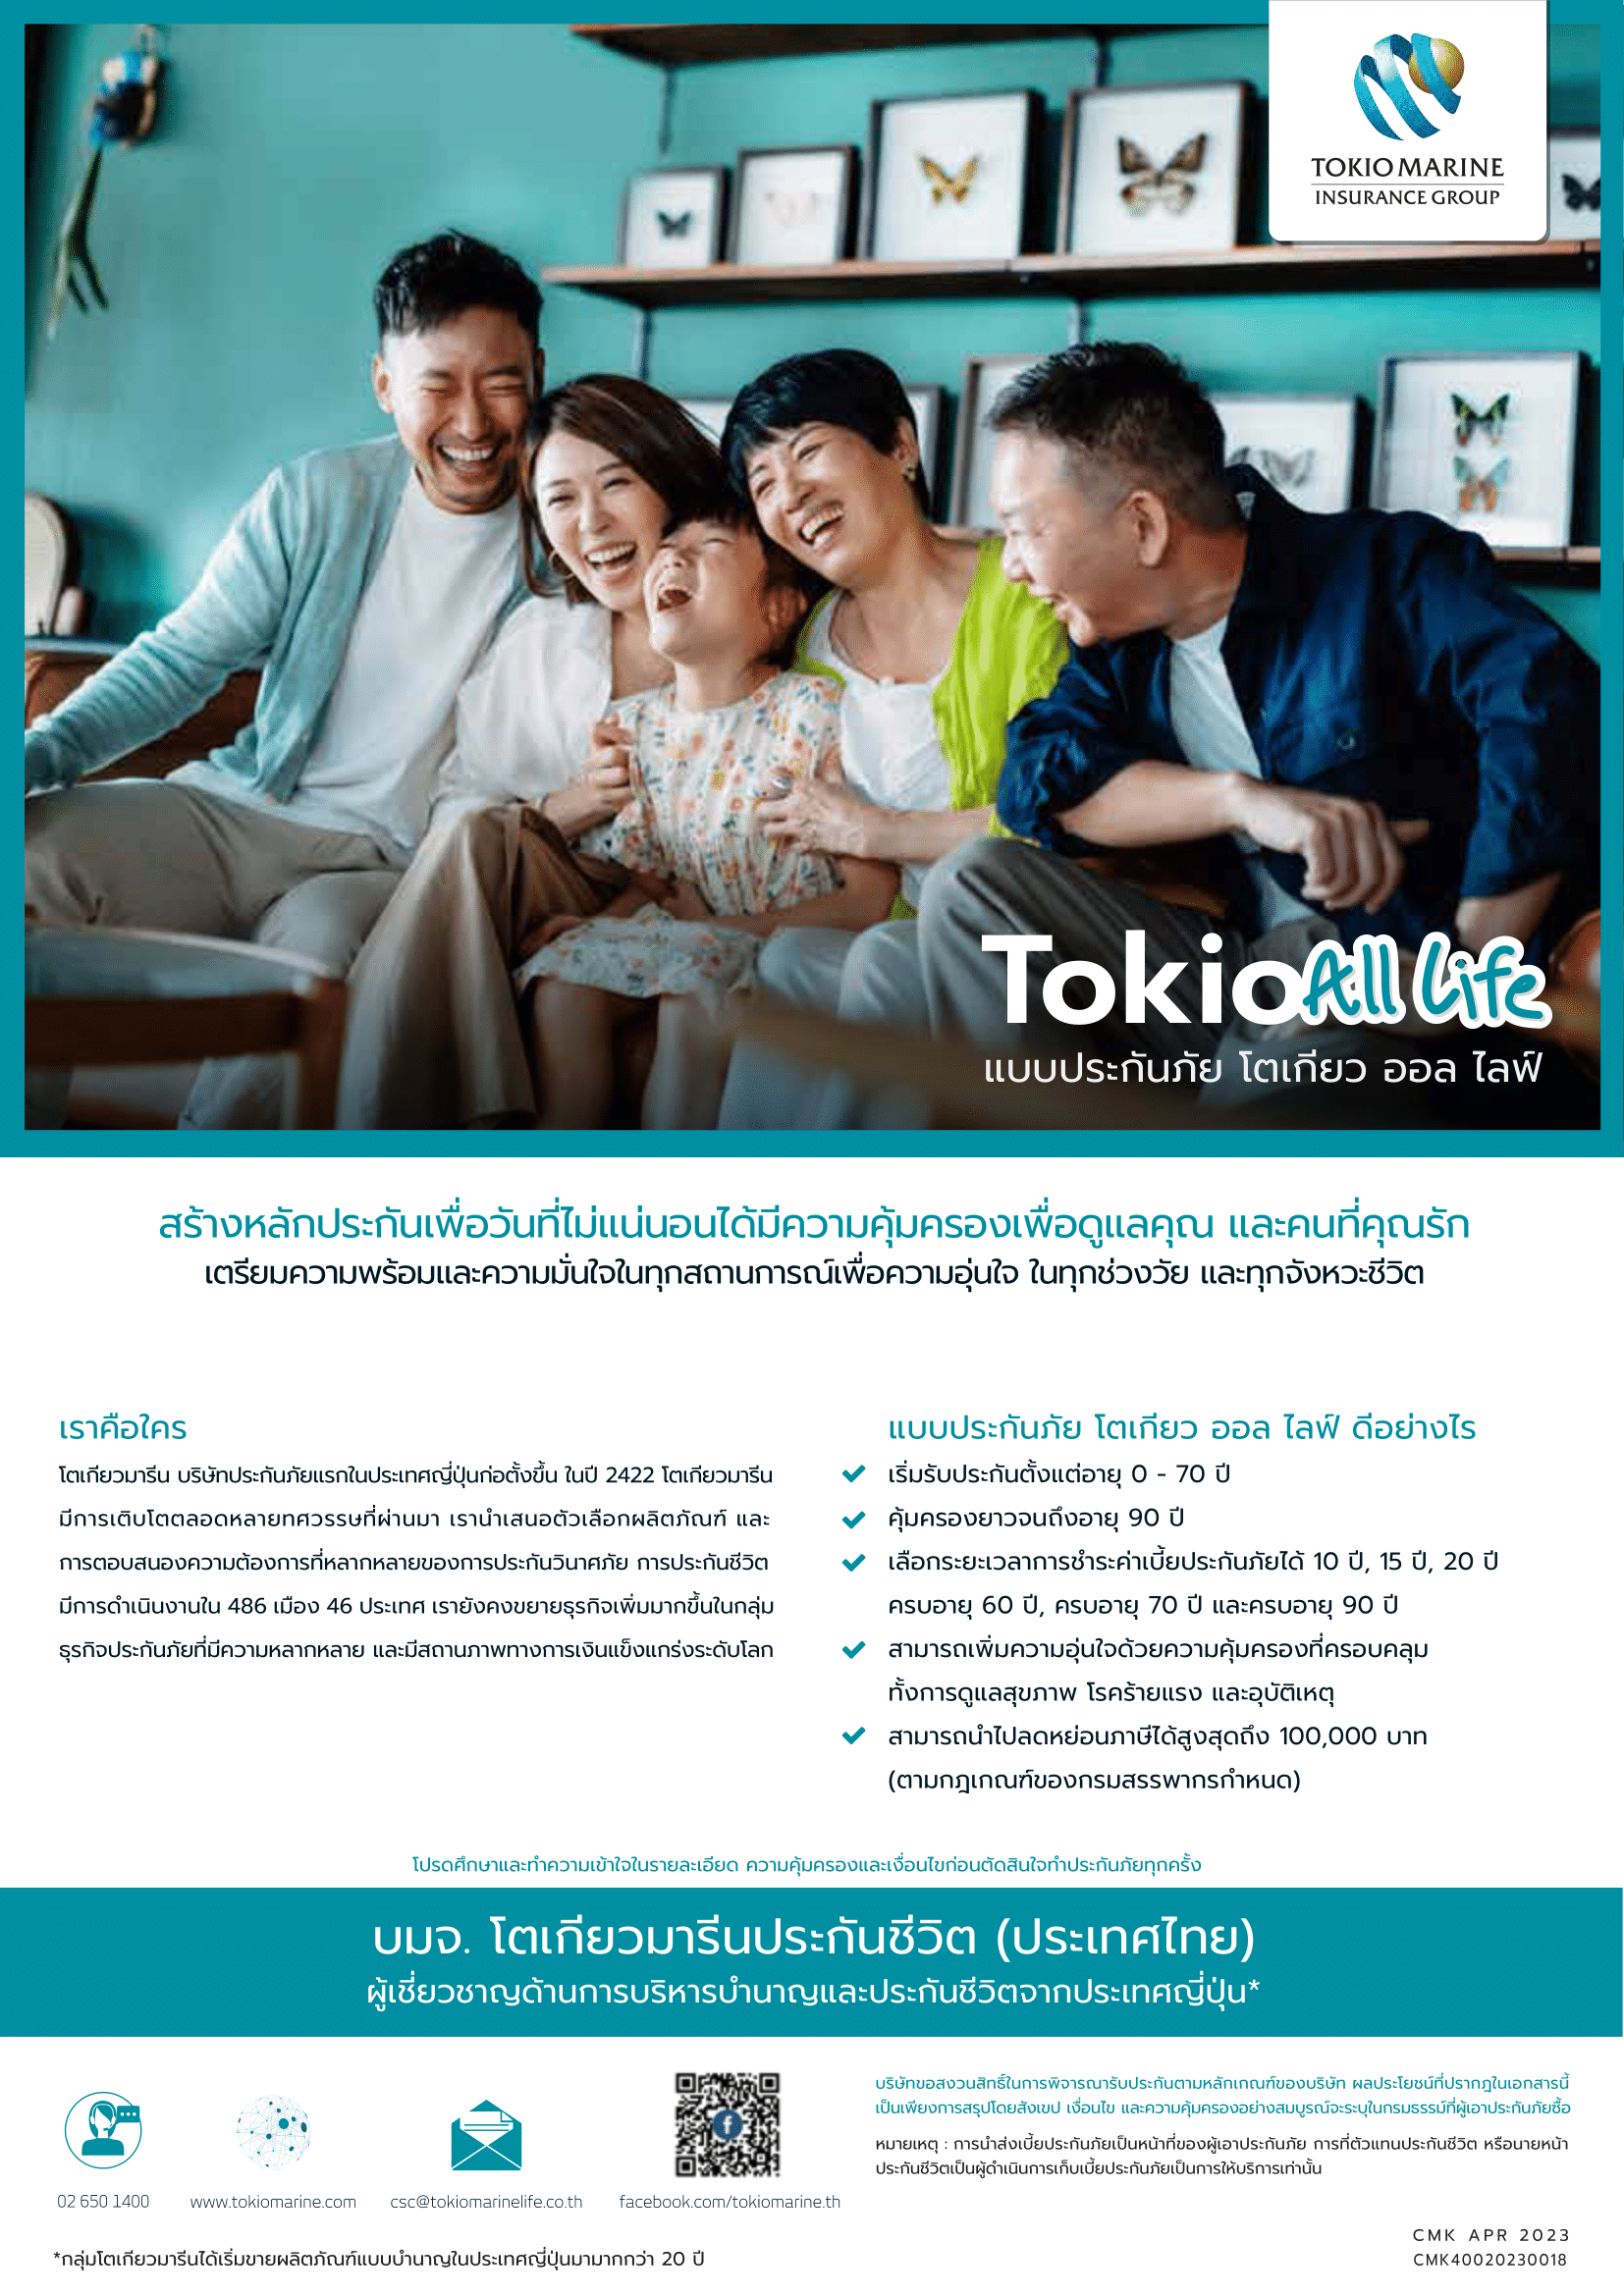 TOKIO MARINE
INSURANCE GROUP
Tokio All Life
แบบประกันภัย โตเกียว ออล ไลฟ์
สร้างหลักประกันเพื่อวันที่ไม่แน่นอนได้มีความคุ้มครองเพื่อดูแลคุณ และคนที่คุณรัก
เตรียมความพร้อมและความมั่นใจในทุกสถานการณ์เพื่อความอุ่นใจ ในทุกช่วงวัย และทุกจังหวะชีวิต
เราคือใคร
โตเกียวมารีน บริษัทประกันภัยแรกในประเทศญี่ปุ่นก่อตั้งขึ้น ในปี 2422 โตเกียวมารีน
มีการเติบโตตลอดหลายทศวรรษที่ผ่านมา เรานำเสนอตัวเลือกผลิตภัณฑ์ และ
การตอบสนองความต้องการที่หลากหลายของการประกันวินาศภัย การประกันชีวิต
มีการดำเนินงานใน 486 เมือง 46 ประเทศ เรายังคงขยายธุรกิจเพิ่มมากขึ้นในกลุ่ม
ธุรกิจประกันภัยที่มีความหลากหลาย และมีสถานภาพทางการเงินแข็งแกร่งระดับโลก
แบบประกันภัย โตเกียว ออล ไลฟ์ ดีอย่างไร
เริ่มรับประกันตั้งแต่อายุ 0 - 70 ปี
คุ้มครองยาวจนถึงอายุ 90 ปี
เลือกระยะเวลาการชำระค่าเบี้ยประกันภัยได้ 10 ปี, 15 ปี, 20 ปี
ครบอายุ 60 ปี, ครบอายุ 70 ปี และครบอายุ 90 ปี
สามารถเพิ่มความอุ่นใจด้วยความคุ้มครองที่ครอบคลุม
ทั้งการดูแลสุขภาพ โรคร้ายแรง และอุบัติเหตุ
สามารถนำไปลดหย่อนภาษีได้สูงสุดถึง 100,000 บาท
(ตามกฎเกณฑ์ของกรมสรรพากรกำหนด)
โปรดศึกษาและทำความเข้าใจในรายละเอียด ความคุ้มครองและเงื่อนไขก่อนตัดสินใจทำประกันภัยทุกครั้ง
บมจ. โตเกียวมารีนประกันชีวิต (ประเทศไทย)
ผู้เชี่ยวชาญด้านการบริหารบำนาญและประกันชีวิตจากประเทศญี่ปุ่น*
02 650 1400
www.tokiomarine.com
csc@tokiomarinelife.co.th
facebook.com/tokiomarine.th
บริษัทขอสงวนสิทธิ์ในการพิจารณารับประกันตามหลักเกณฑ์ของบริษัท ผลประโยชน์ที่ปรากฎในเอกสารนี้
เป็นเพียงการสรุปโดยสังเขป เงื่อนไข และความคุ้มครองอย่างสมบูรณ์จะระบุในกรมธรรม์ที่ผู้เอาประกันภัยซื้อ
หมายเหตุ : การนำส่งเบี้ยประกันภัยเป็นหน้าที่ของผู้เอาประกันภัย การที่ตัวแทนประกันชีวิต หรือนายหน้า
ประกันชีวิตเป็นผู้ดำเนินการเก็บเบี้ยประกันภัยเป็นการให้บริการเท่านั้น
*กลุ่มโตเกียวมารีนได้เริ่มขายผลิตภัณฑ์แบบบำนาญในประเทศญี่ปุ่นมามากกว่า 20 ปี
CMK APR 2023
CMK40020230018